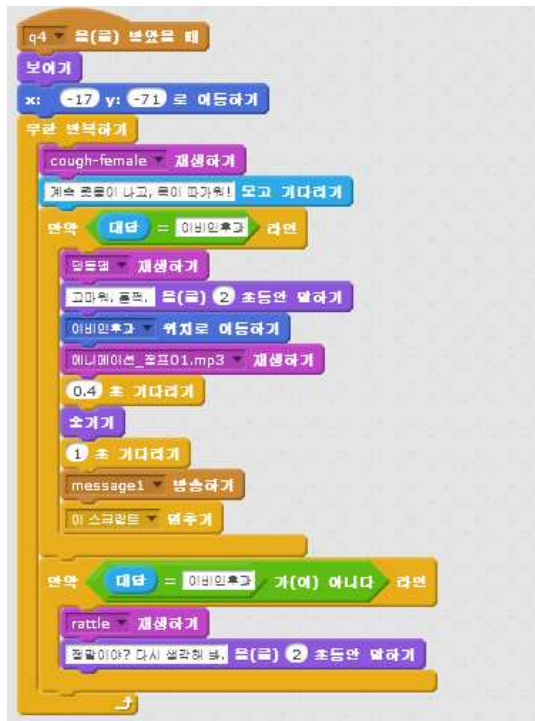 q4 을(를) 받았을 때
보이기
x: -17 y: -71 로 이동하기
무한 반복하기
cough-female 재생하기
계속 콧물이 나고, 목이 따가워! 묻고 기다리기
만약 대답 = 이비인후과 라면
딩동댕 재생하기
고마워, 훌쩍. 을(를) 2 초동안 말하기
이비인후과 위치로 이동하기
애니메이션_점프01.mp3 재생하기
0.4 초 기다리기
숨기기
1 초 기다리기
message1 방송하기
이 스크립트 멈추기
만약 대답 = 이비인후과 가(이) 아니다 라면
rattle 재생하기
정말이야? 다시 생각해 봐. 을(를) 2 초동안 말하기